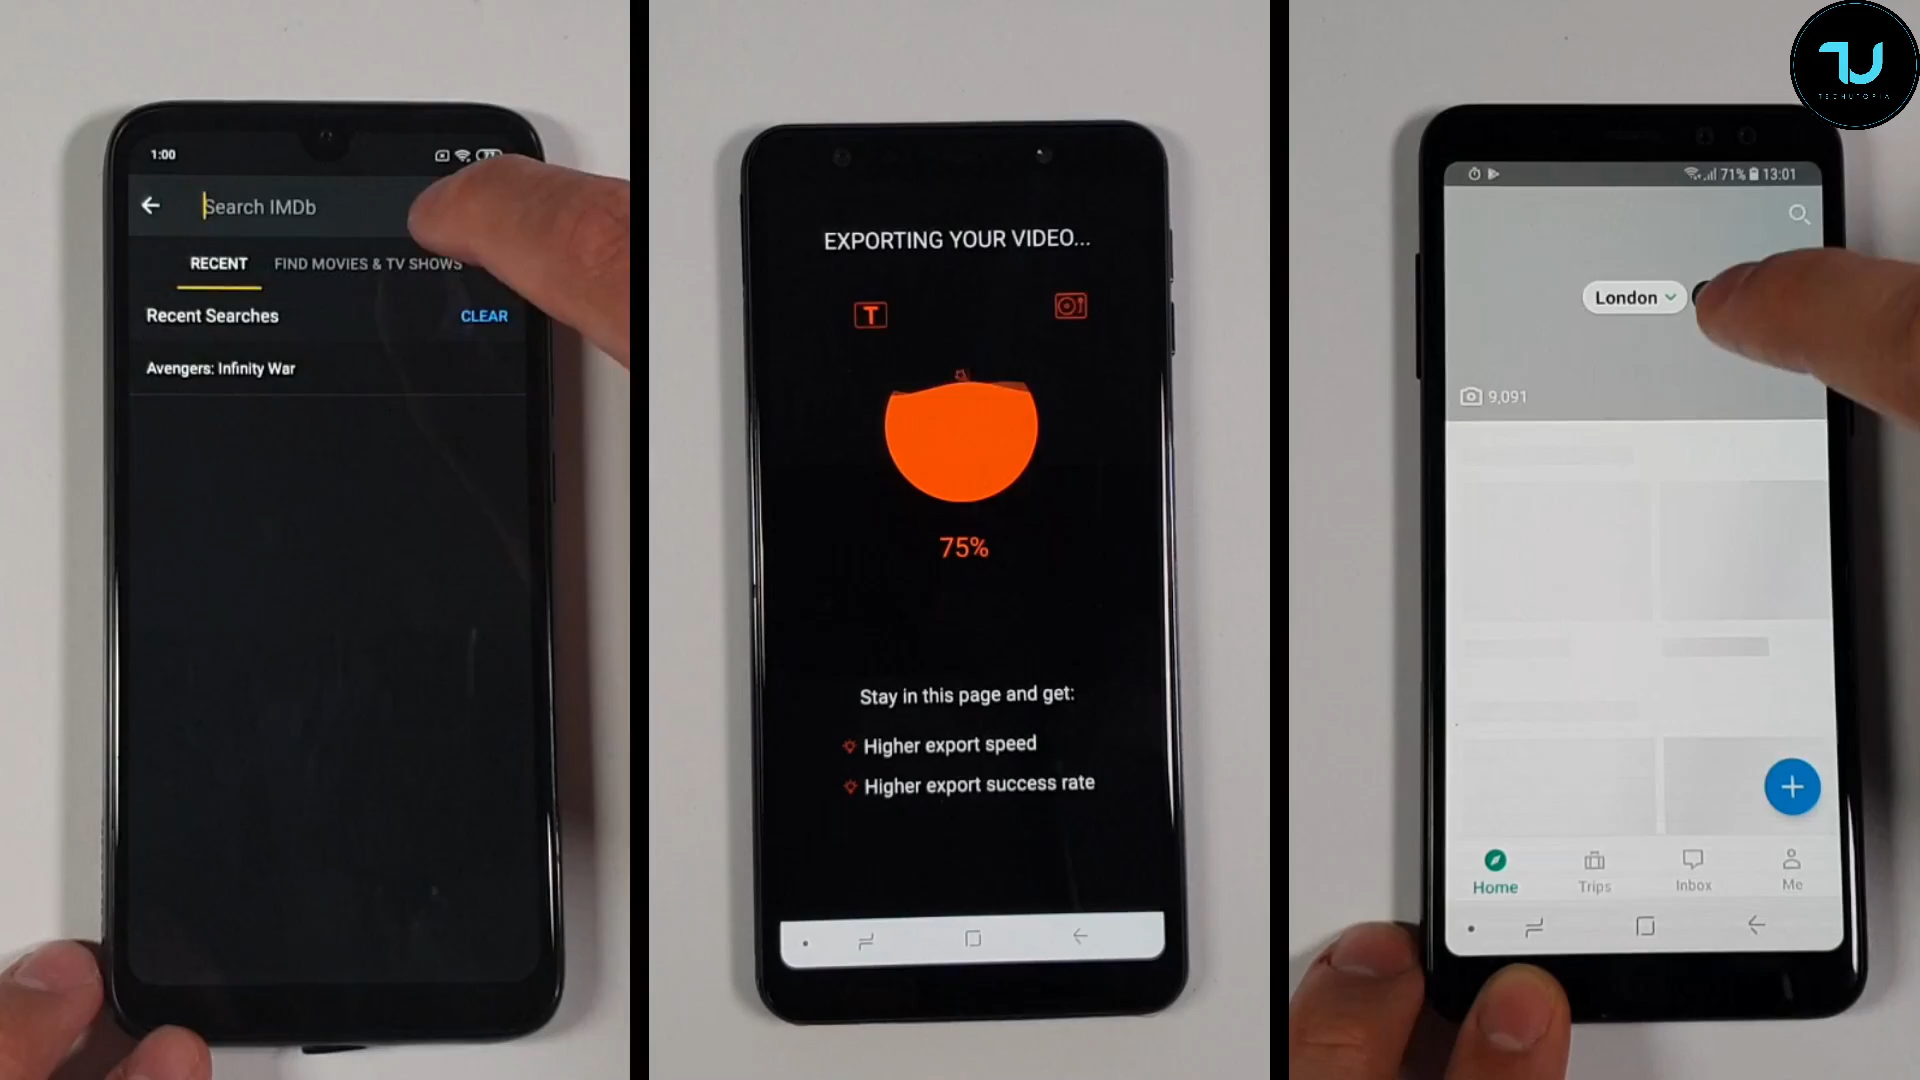 1:00
Search IMDb
RECENT FIND MOVIES & TV SHOWS
Recent Searches CLEAR
Avengers: Infinity War
EXPORTING YOUR VIDEO...
T
75%
Stay in this page and get:
Higher export speed
Higher export success rate
TECHUTOPIA
71% 13:01
London
9,091
Home Trips Inbox Me